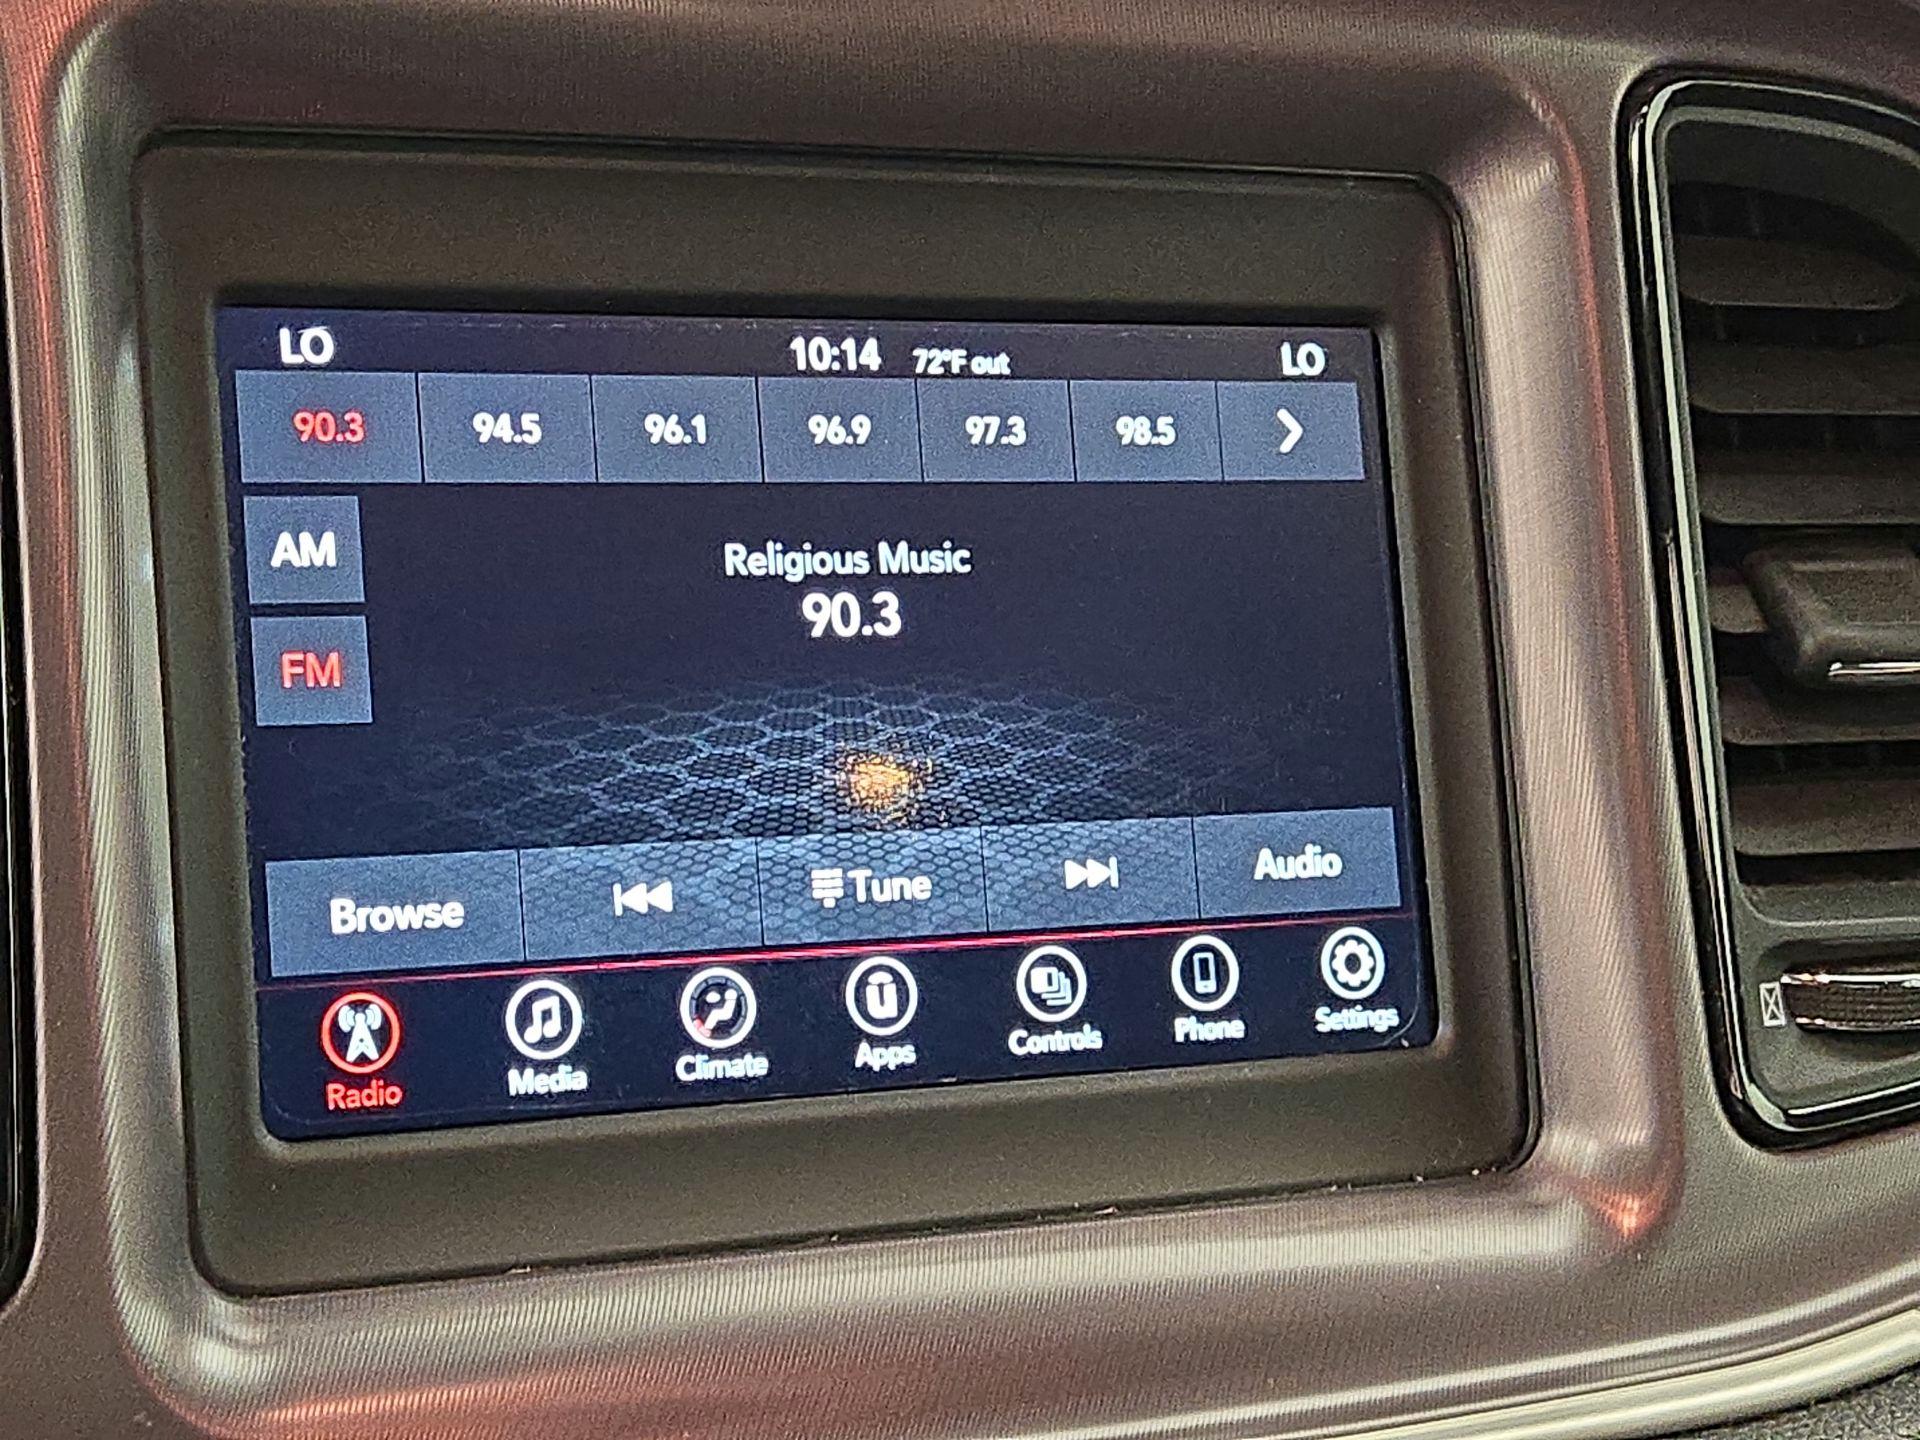 LO 10:14 72°F out LO
90.3 94.5 96.1 96.9 97.3 98.5
AM
Religious Music
90.3
FM
Browse Tune Audio
Radio Media Climate Apps Controls Phone Settings